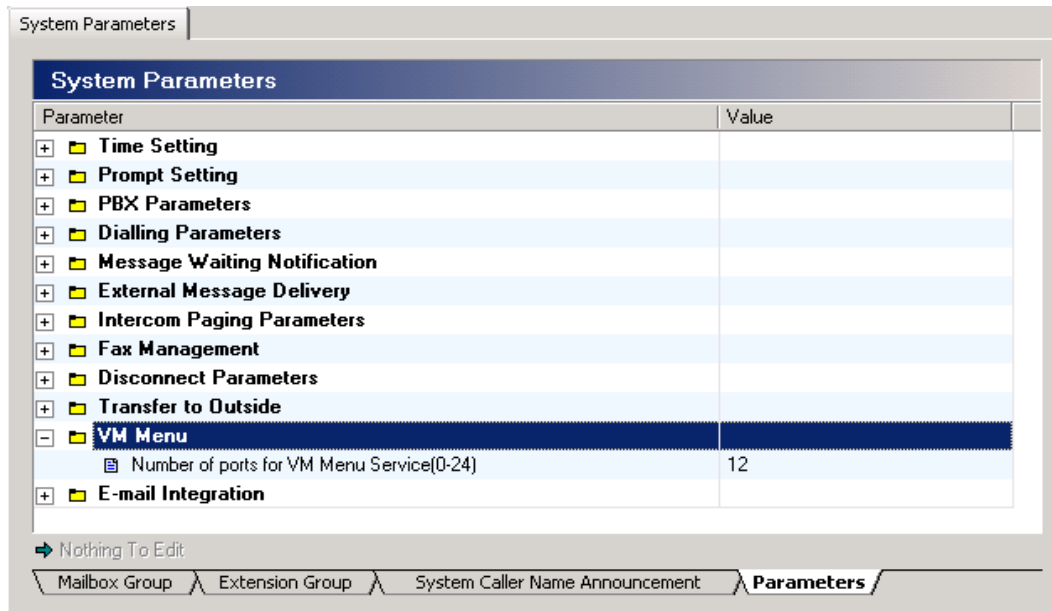 System Parameters
System Parameters
Parameter Value
Time Setting
Prompt Setting
PBX Parameters
Dialling Parameters
Message Waiting Notification
External Message Delivery
Intercom Paging Parameters
Fax Management
Disconnect Parameters
Transfer to Outside
VM Menu
Number of ports for VM Menu Service(0-24) 12
E-mail Integration
Nothing To Edit
Mailbox Group Extension Group System Caller Name Announcement Parameters